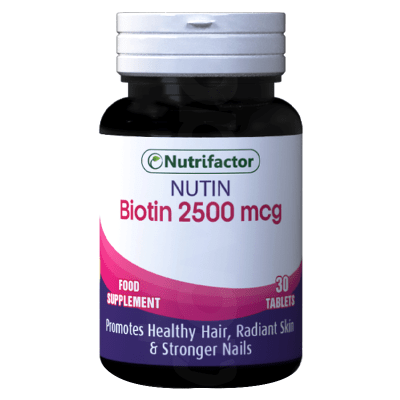 Nutrifactor
NUTIN
Biotin 2500 mcg
FOOD
SUPPLEMENT
30
TABLETS
Promotes Healthy Hair, Radiant Skin
& Stronger Nails